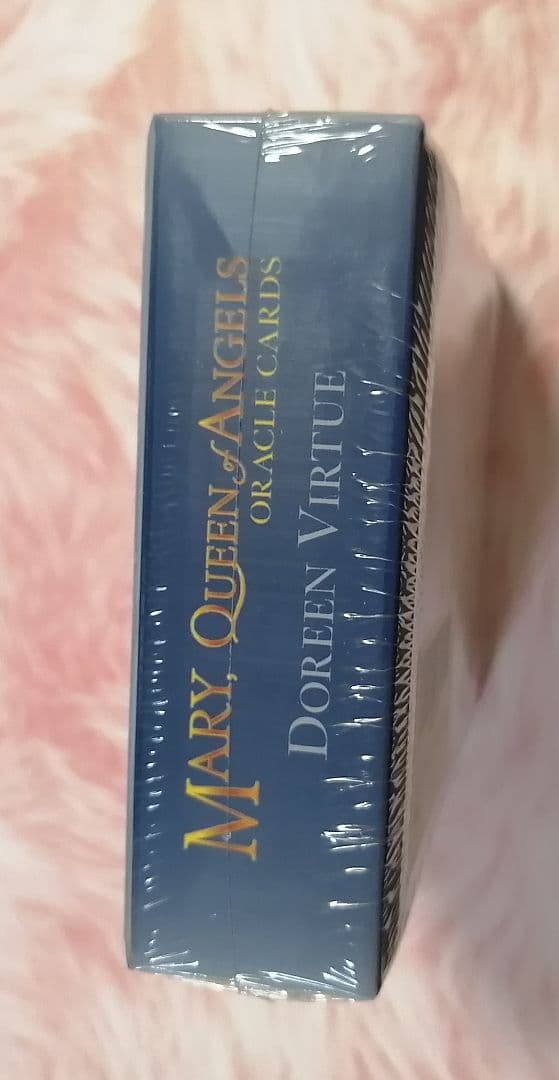 MARY, QUEEN of ANGELS
ORACLE CARDS
DOREEN VIRTUE